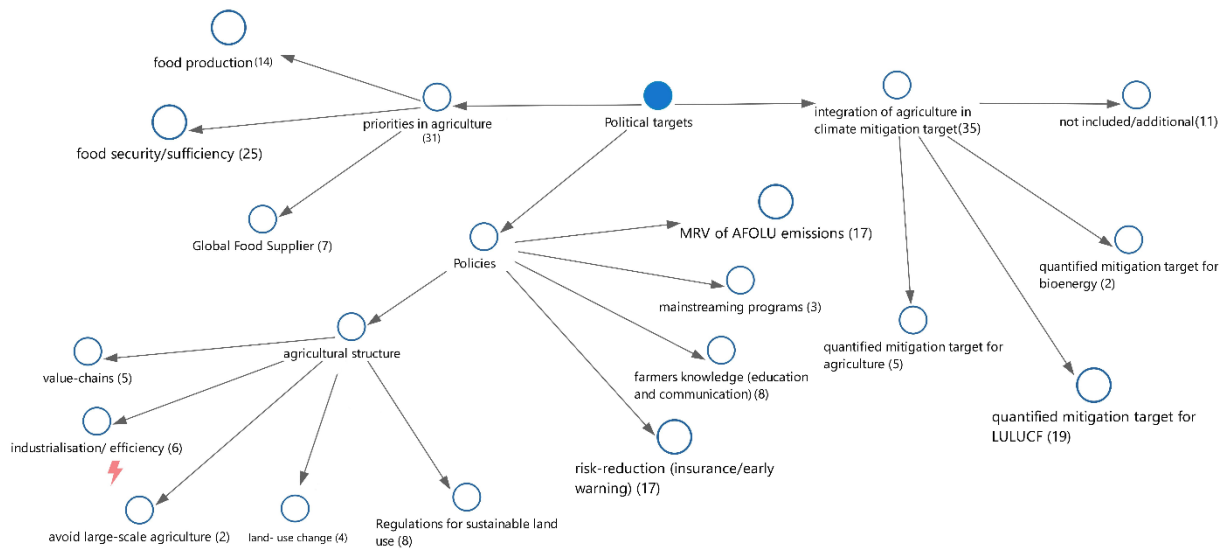 food production (14)
priorities in agriculture
(31)
Political targets
integration of agriculture in
climate mitigation target(35)
not included/additional(11)
food security/sufficiency (25)
Global Food Supplier (7)
Policies
MRV of AFOLU emissions (17)
quantified mitigation target for
bioenergy (2)
mainstreaming programs (3)
agricultural structure
quantified mitigation target for
agriculture (5)
value-chains (5)
farmers knowledge (education
and communication) (8)
quantified mitigation target for
LULUCF (19)
industrialisation/ efficiency (6)
risk-reduction (insurance/early
warning) (17)
avoid large-scale agriculture (2)
land- use change (4)
Regulations for sustainable land
use (8)